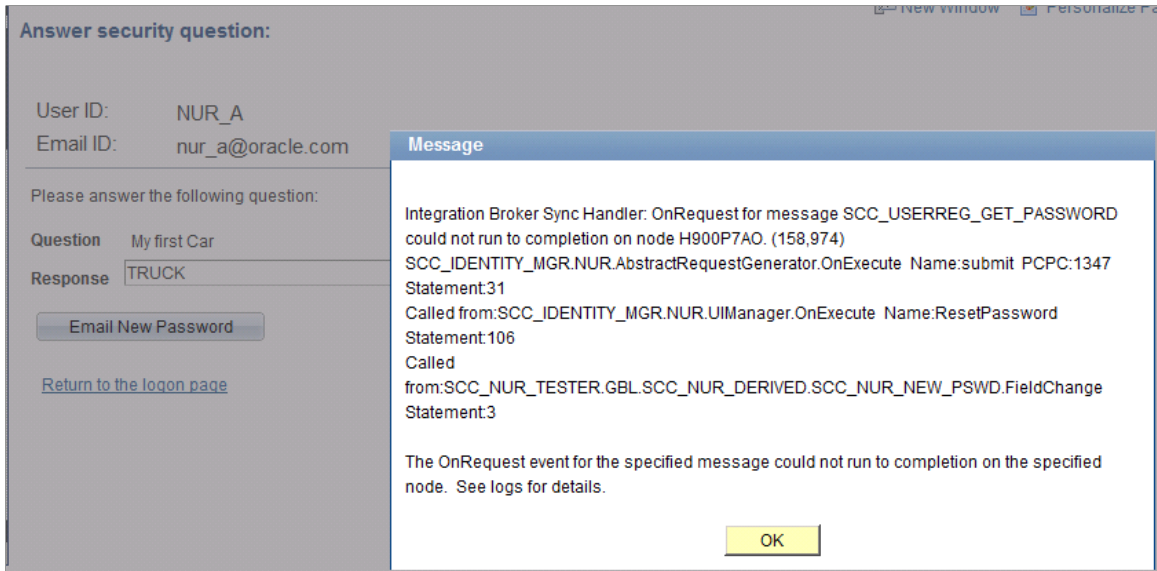 New Window Personalize Pa
Answer security question:
User ID: NUR_A
Email ID: nur_a@oracle.com
Please answer the following question:
Question My first Car
Response TRUCK
Email New Password
Return to the logon page
Message
Integration Broker Sync Handler: OnRequest for message SCC_USERREG_GET_PASSWORD
could not run to completion on node H900P7AO. (158,974)
SCC_IDENTITY_MGR.NUR.AbstractRequestGenerator.OnExecute Name:submit PCPC:1347
Statement:31
Called from:SCC_IDENTITY_MGR.NUR.UIManager.OnExecute Name:ResetPassword
Statement:106
Called
from:SCC_NUR_TESTER.GBL.SCC_NUR_DERIVED.SCC_NUR_NEW_PSWD.FieldChange
Statement:3
The OnRequest event for the specified message could not run to completion on the specified
node. See logs for details.
OK